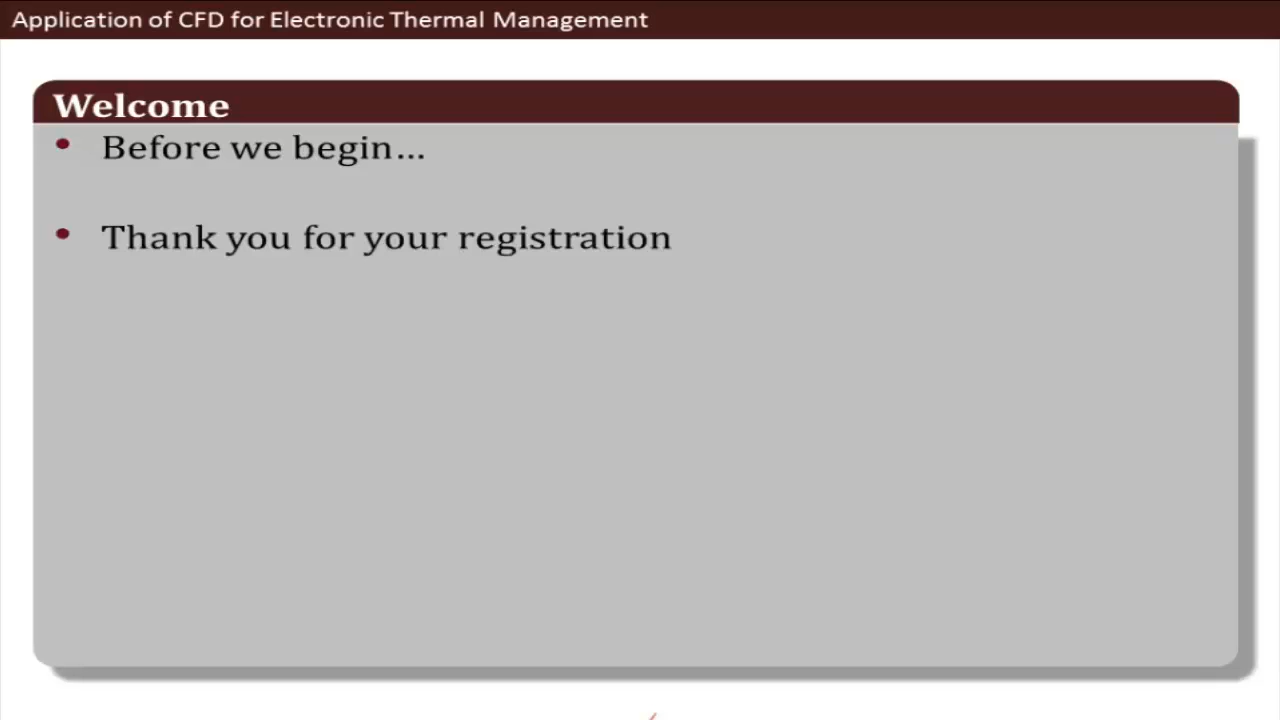 Application of CFD for Electronic Thermal Management
Welcome
• Before we begin...
• Thank you for your registration